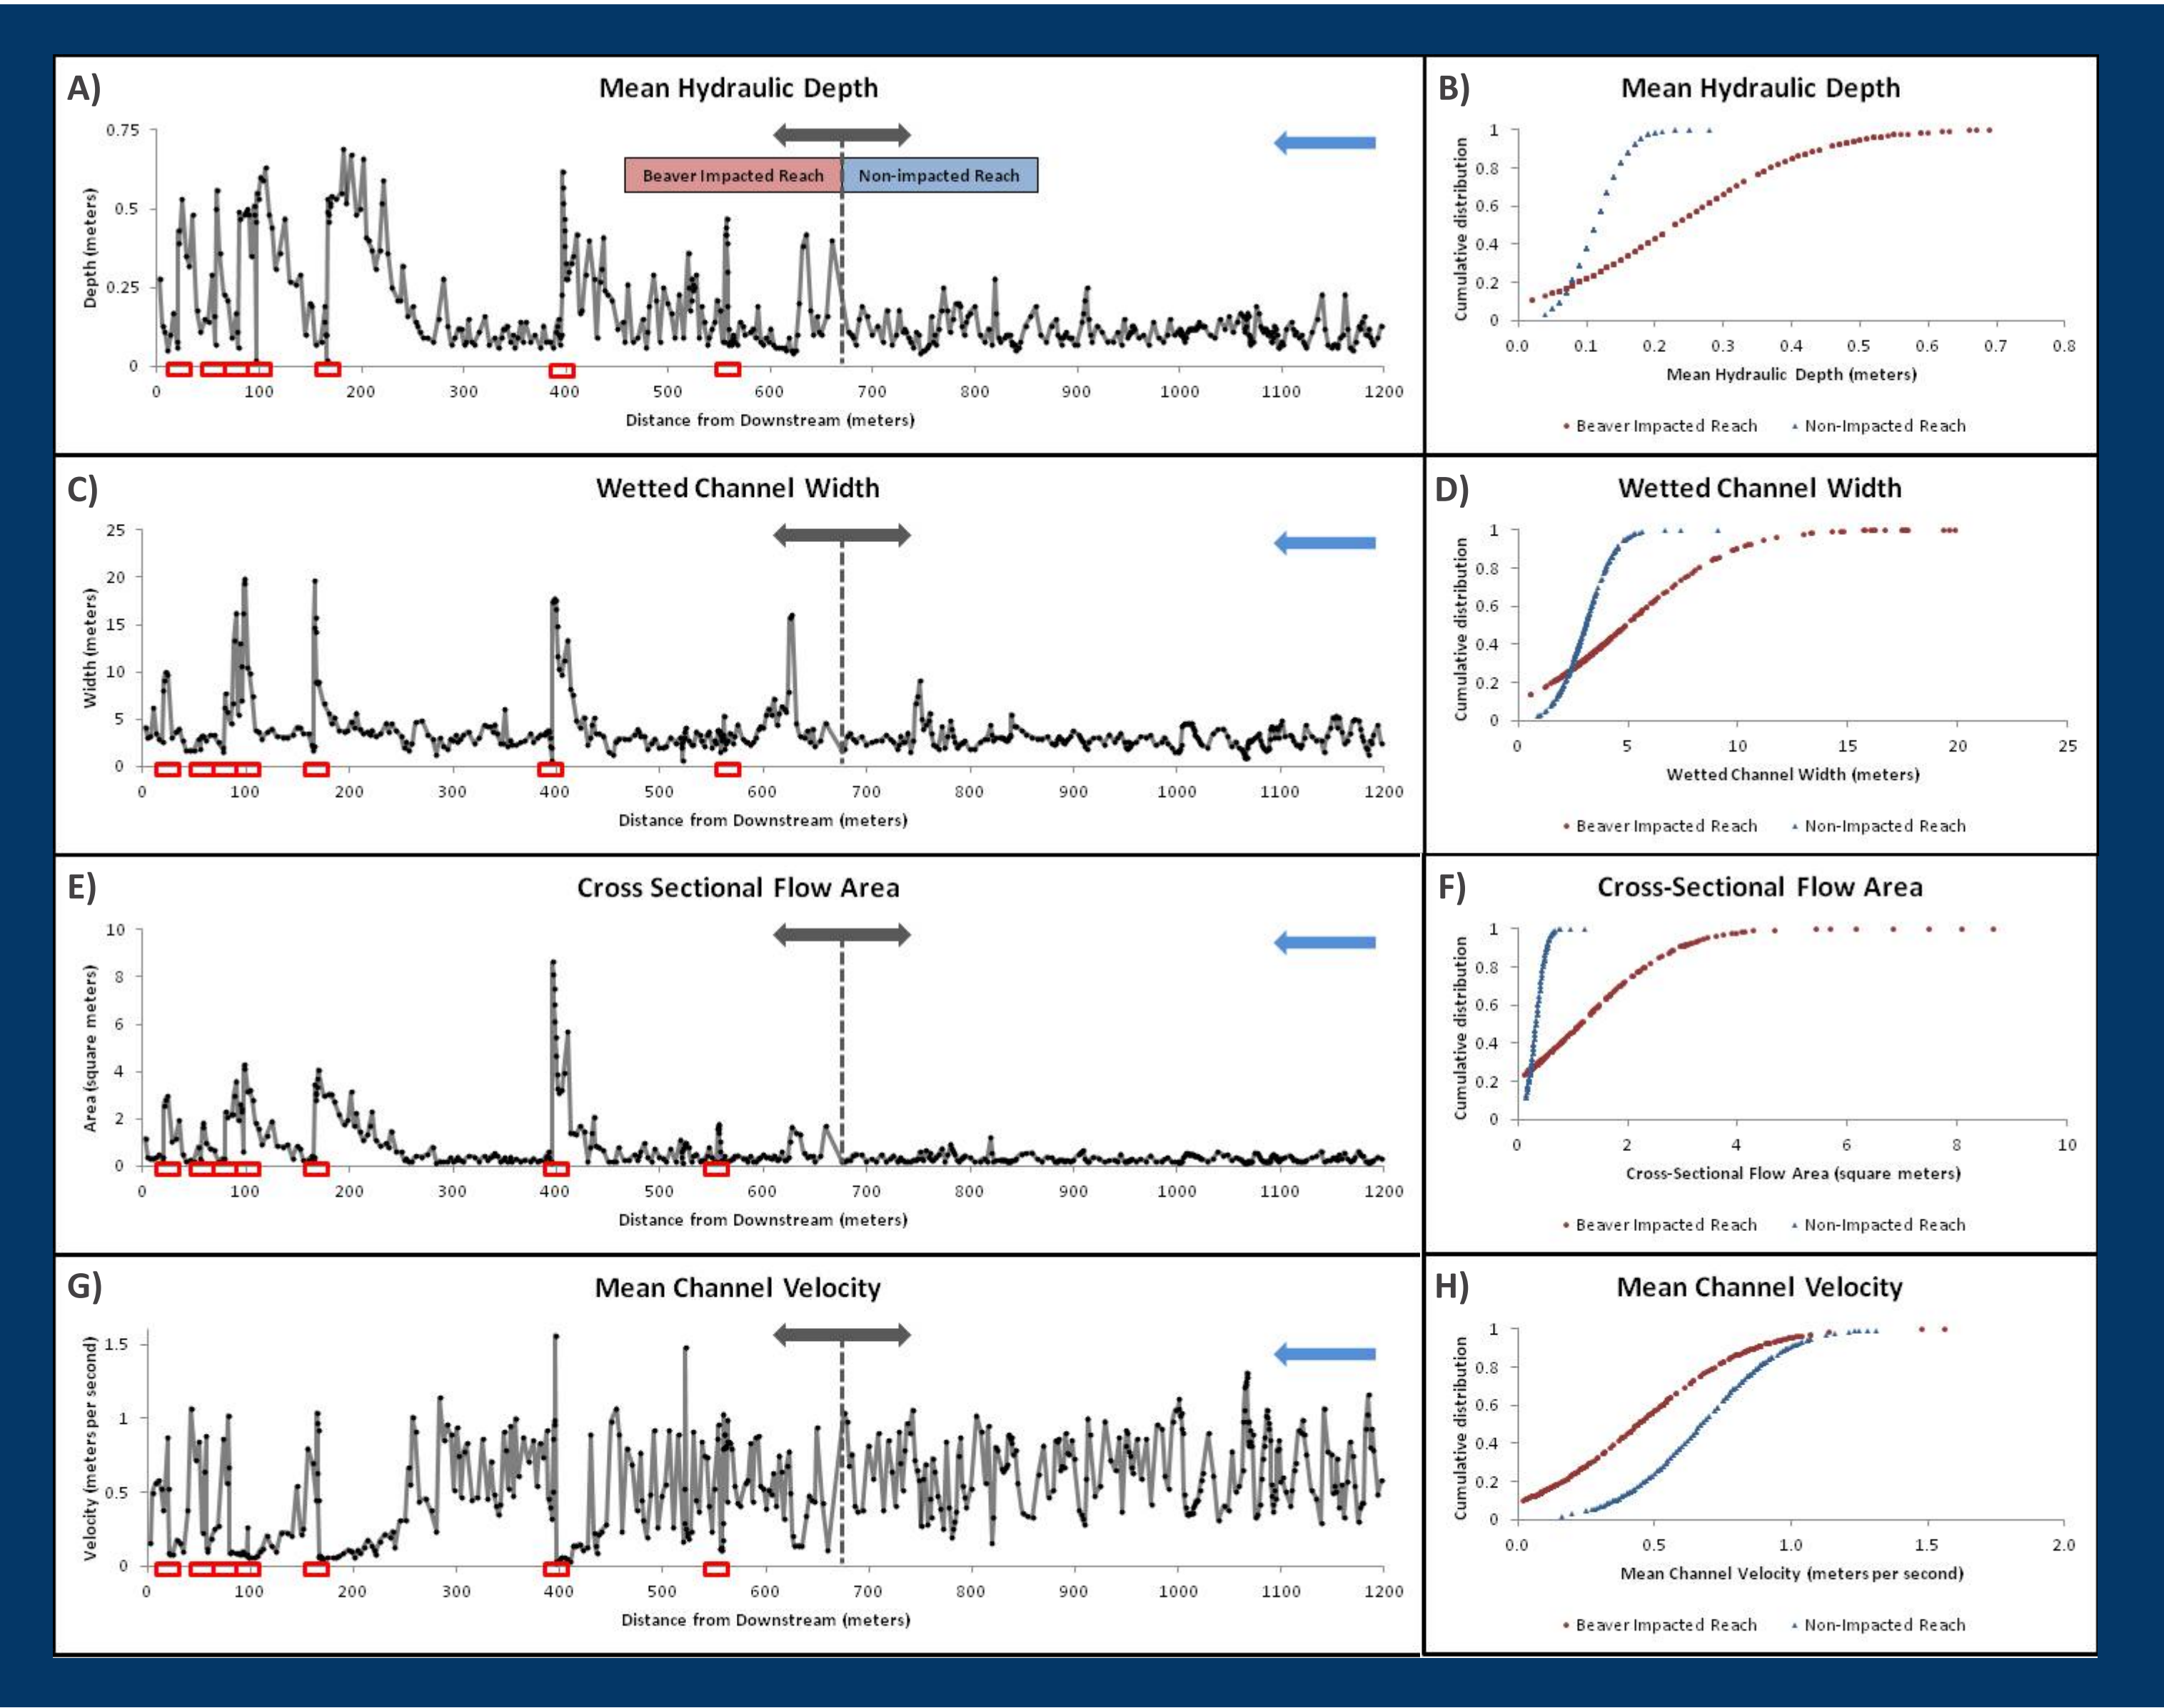 A)
Mean Hydraulic Depth
Depth (meters)
0.75
0.5
0.25
0
Beaver Impacted Reach
Non-impacted Reach
0 100 200 300 400 500 600 700 800 900 1000 1100 1200
Distance from Downstream (meters)
B)
Mean Hydraulic Depth
Cumulative distribution
1
0.8
0.6
0.4
0.2
0
0.0 0.1 0.2 0.3 0.4 0.5 0.6 0.7 0.8
Mean Hydraulic Depth (meters)
Beaver Impacted Reach Non-Impacted Reach
C)
Wetted Channel Width
Width (meters)
25
20
15
10
5
0
0 100 200 300 400 500 600 700 800 900 1000 1100 1200
Distance from Downstream (meters)
D)
Wetted Channel Width
Cumulative distribution
1
0.8
0.6
0.4
0.2
0
0 5 10 15 20 25
Wetted Channel Width (meters)
Beaver Impacted Reach Non-Impacted Reach
E)
Cross Sectional Flow Area
Area (square meters)
10
8
6
4
2
0
0 100 200 300 400 500 600 700 800 900 1000 1100 1200
Distance from Downstream (meters)
F)
Cross-Sectional Flow Area
Cumulative distribution
1
0.8
0.6
0.4
0.2
0
0 2 4 6 8 10
Cross-Sectional Flow Area (square meters)
Beaver Impacted Reach Non-Impacted Reach
G)
Mean Channel Velocity
Velocity (meters per second)
1.5
1
0.5
0
0 100 200 300 400 500 600 700 800 900 1000 1100 1200
Distance from Downstream (meters)
H)
Mean Channel Velocity
Cumulative distribution
1
0.8
0.6
0.4
0.2
0
0.0 0.5 1.0 1.5 2.0
Mean Channel Velocity (meters per second)
Beaver Impacted Reach Non-Impacted Reach